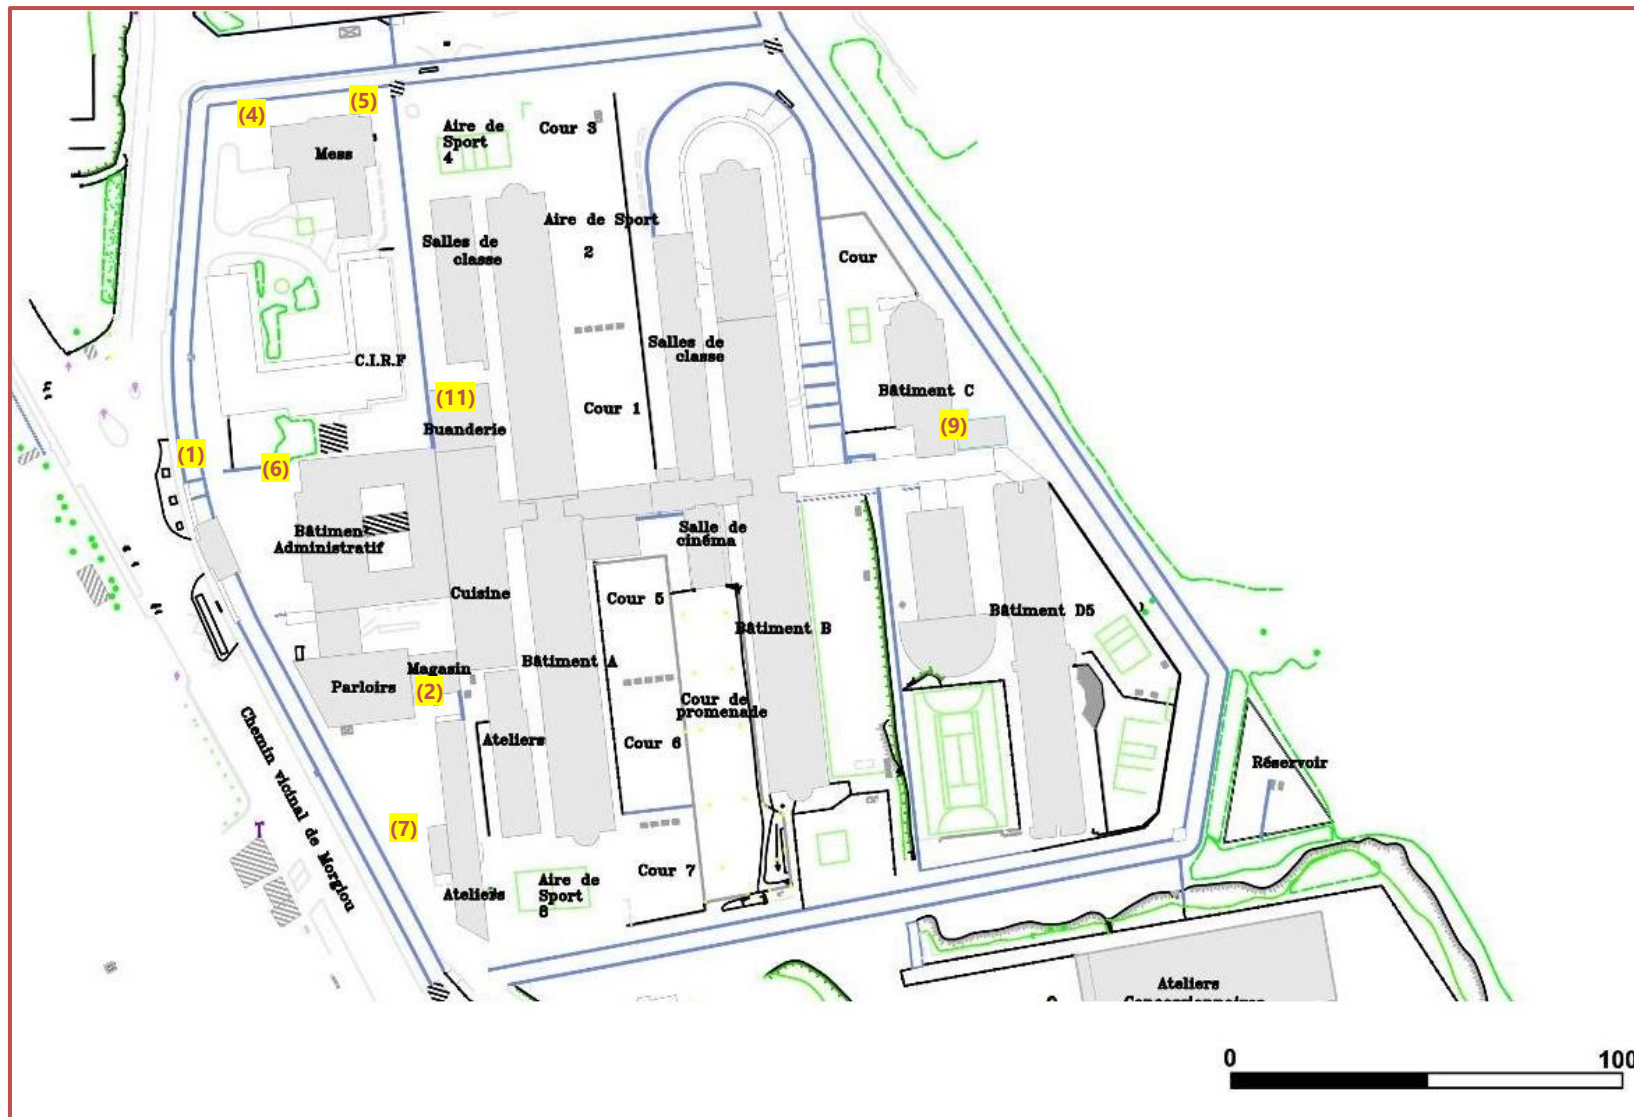 (4)
(5)
Mess
Aire de
Sport
4
Cour 3
Salles de
classe
Aire de Sport
2
Cour
C.I.R.F
Salles de
classe
Bâtiment C
(11)
Buanderie
Cour 1
(9)
(1)
(6)
Bâtiment
Administratif
Salle de
cinéma
Cuisine
Cour 5
Bâtiment D5
Bâtiment B
Magasin
Bâtiment A
Parloirs
(2)
Cour de
promenade
Ateliers
Cour 6
Chemin vicinal de Morgiou
Réservoir
(7)
Cour 7
Ateliers
Aire de
Sport
8
Ateliers
0
100